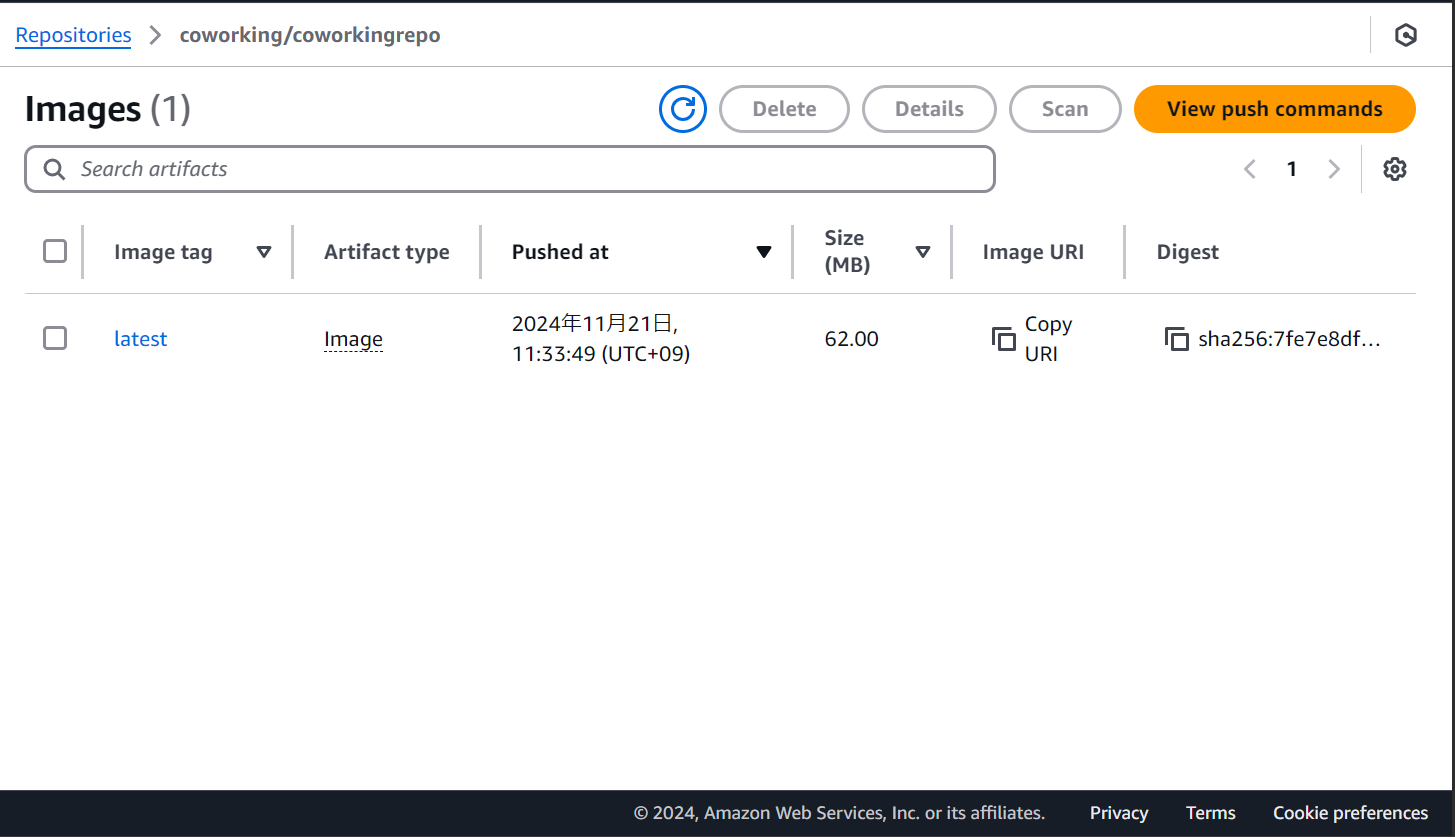 Repositories coworking/coworkingrepo
Images (1)
Delete
Details
Scan
View push commands
Search artifacts
1
Image tag
Artifact type
Pushed at
Size
(MB)
Image URI
Digest
latest
Image
2024年11月21日,
11:33:49 (UTC+09)
62.00
Copy
URI
sha256:7fe7e8df...
© 2024, Amazon Web Services, Inc. or its affiliates.
Privacy
Terms
Cookie preferences